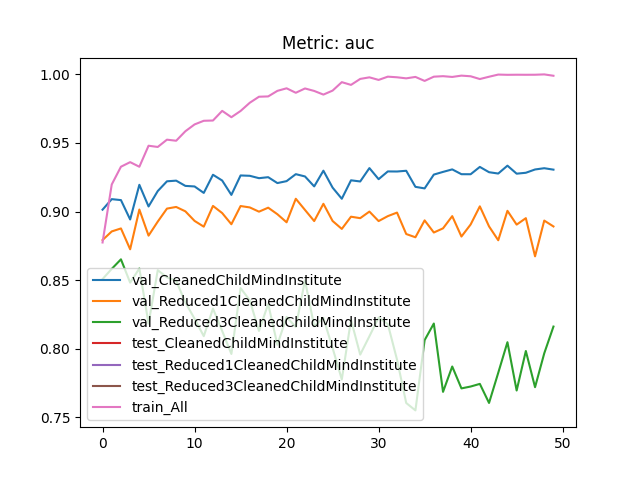 Metric: auc
1.00
0.95
0.90
0.85
0.80
0.75
val_CleanedChildMindInstitute
val_Reduced1CleanedChildMindInstitute
val_Reduced3CleanedChildMindInstitute
test_CleanedChildMindInstitute
test_Reduced1CleanedChildMindInstitute
test_Reduced3CleanedChildMindInstitute
train_All
0 10 20 30 40 50